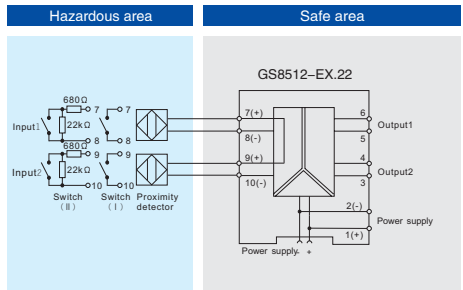 Hazardous area
Safe area
GS8512-EX.22
680Ω
7
7
Input1
22kΩ
8
8
680Ω
9
9
Input2
22kΩ
10
10
Switch
(Ⅱ)
Switch
(Ⅰ)
Proximity
detector
7(+)
8(-)
9(+)
10(-)
6
Output1
5
4
Output2
3
2(-)
Power supply
1(+)
Power supply- +